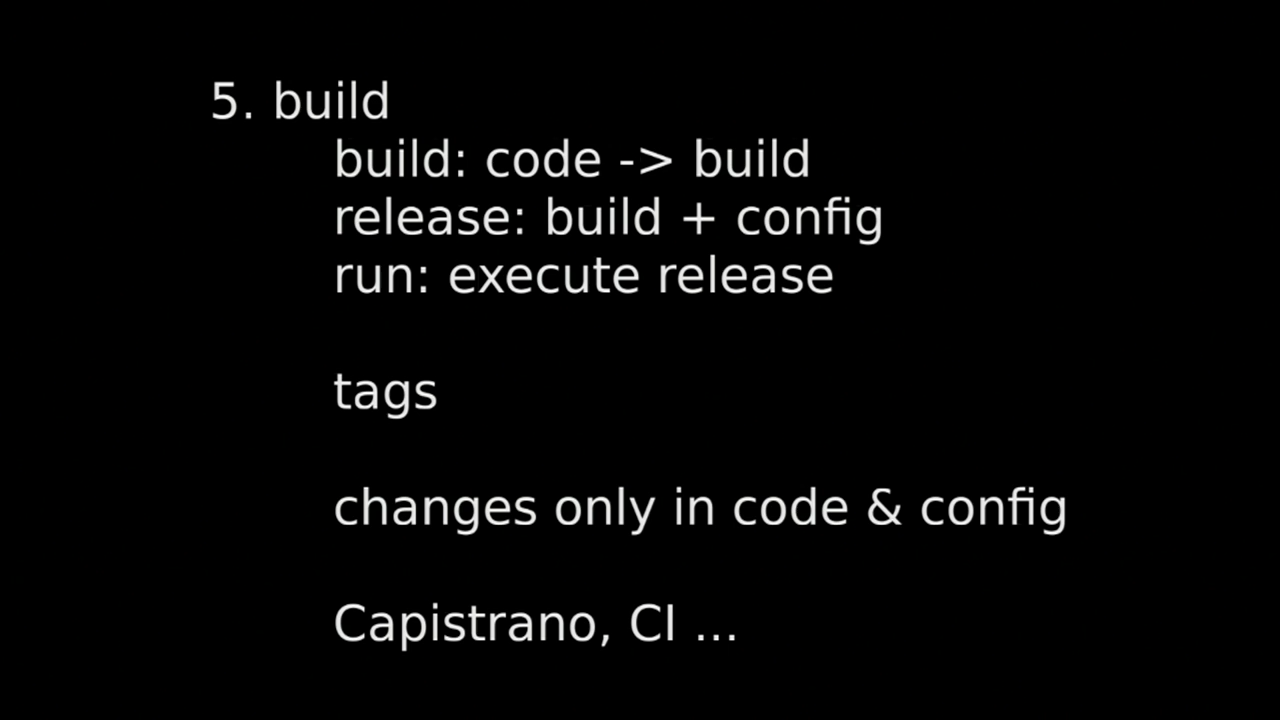 5. build
build: code -> build
release: build + config
run: execute release
tags
changes only in code & config
Capistrano, CI ...